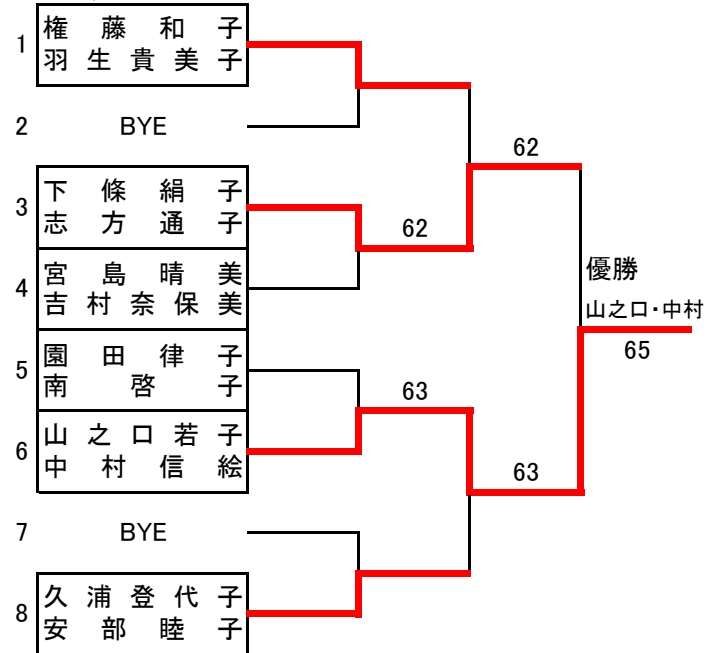 1
権藤和子
羽生貴美子
2 BYE
62
3
下條絹子
志方通子
62
4
宮島晴美
吉村奈保美
優勝
山之口・中村
65
5
園田律子
南啓子
63
6
山之口若子
中村信絵
63
7 BYE
8
久浦登代子
安部睦子